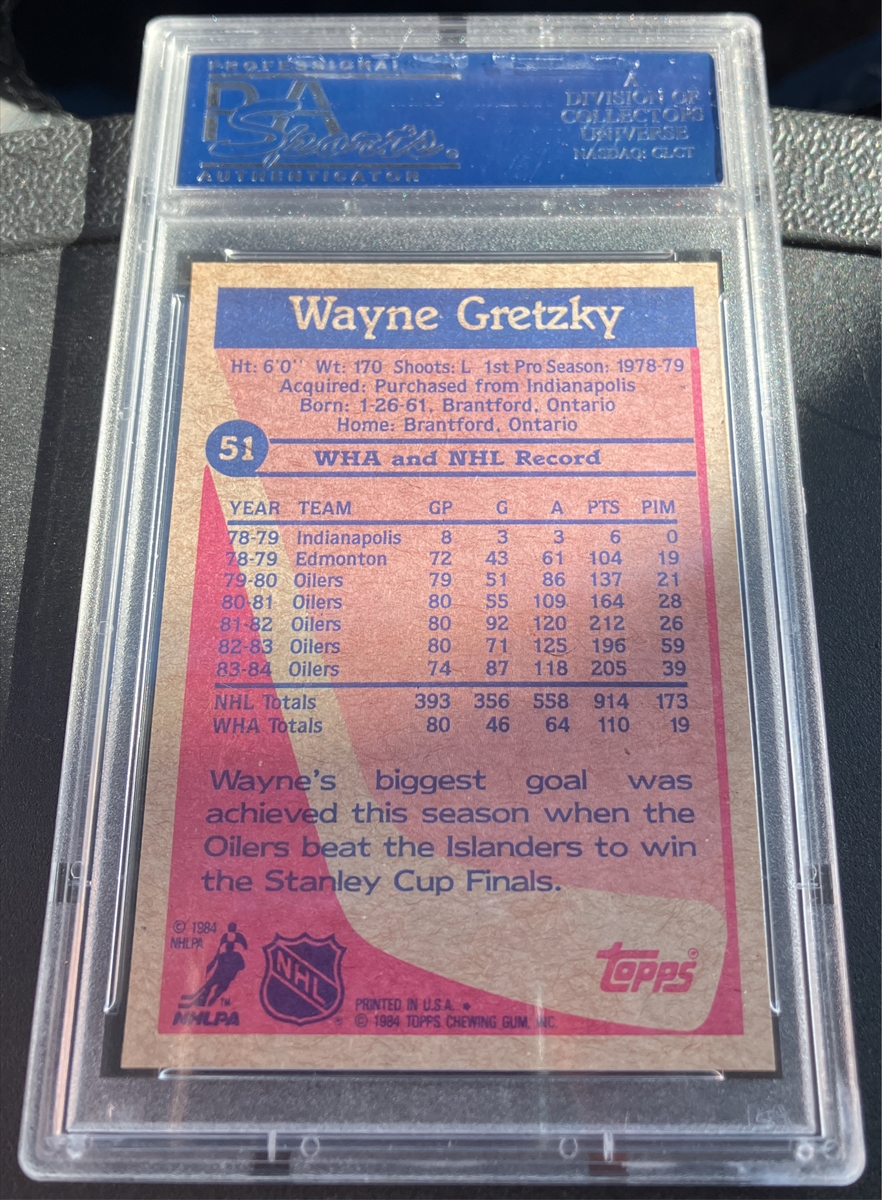 PROFESSIONAL
PSA
Sports.
AUTHENTICATOR
A
DIVISION OF
COLLECTORS
UNIVERSE
NASDAQ: CLCT
Wayne Gretzky
Ht: 6'0'' Wt: 170 Shoots: L 1st Pro Season: 1978-79
Acquired: Purchased from Indianapolis
Born: 1-26-61, Brantford, Ontario
Home: Brantford, Ontario
51
WHA and NHL Record
YEAR TEAM GP G A PTS PIM
78-79 Indianapolis 8 3 3 6 0
78-79 Edmonton 72 43 61 104 19
79-80 Oilers 79 51 86 137 21
80-81 Oilers 80 55 109 164 28
81-82 Oilers 80 92 120 212 26
82-83 Oilers 80 71 125 196 59
83-84 Oilers 74 87 118 205 39
NHL Totals 393 356 558 914 173
WHA Totals 80 46 64 110 19
Wayne's biggest goal was
achieved this season when the
Oilers beat the Islanders to win
the Stanley Cup Finals.
© 1984
NHLPA
NHLPA
™
NHL
®
PRINTED IN U.S.A. *
© 1984 TOPPS CHEWING GUM, INC.
topps®